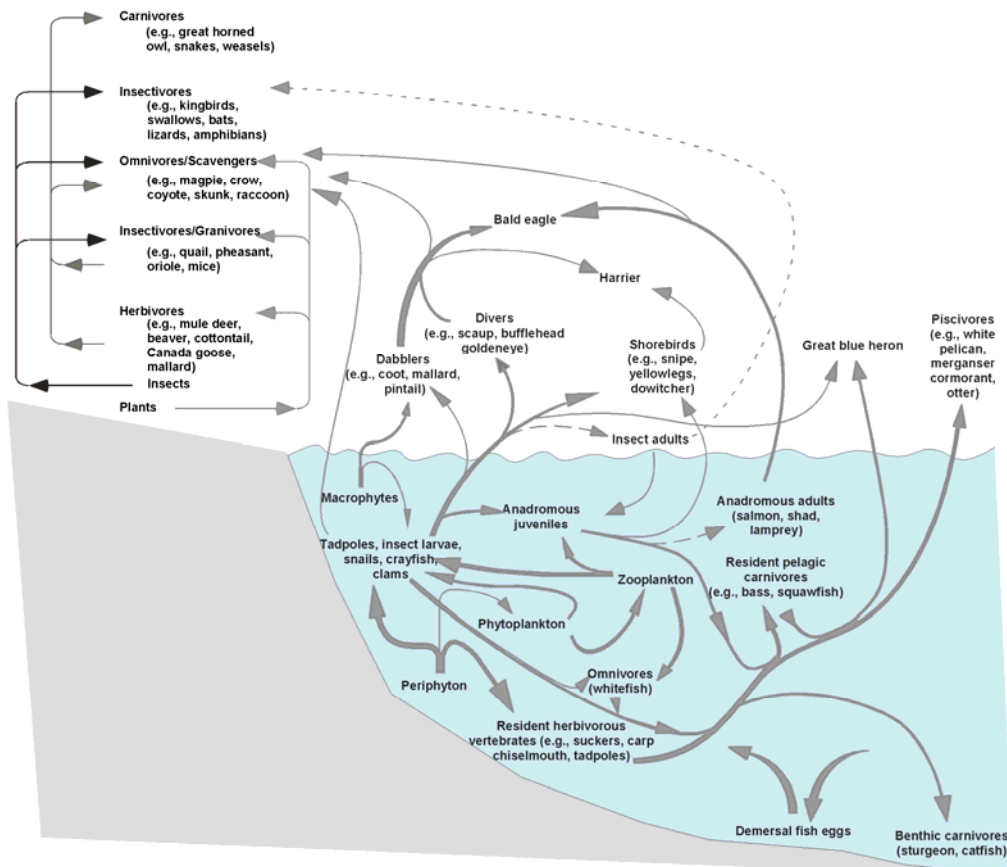 Carnivores
(e.g., great horned
owl, snakes, weasels)
Insectivores
(e.g., kingbirds,
swallows, bats,
lizards, amphibians)
Omnivores/Scavengers
(e.g., magpie, crow,
coyote, skunk, raccoon)
Insectivores/Granivores
(e.g., quail, pheasant,
oriole, mice)
Herbivores
(e.g., mule deer,
beaver, cottontail,
Canada goose,
mallard)
Insects
Plants
Bald eagle
Harrier
Divers
(e.g., scaup, bufflehead
goldeneye)
Dabblers
(e.g., coot, mallard,
pintail)
Shorebirds
(e.g., snipe,
yellowlegs,
dowitcher)
Great blue heron
Piscivores
(e.g., white
pelican,
merganser
cormorant,
otter)
Insect adults
Macrophytes
Anadromous
juveniles
Anadromous adults
(salmon, shad,
lamprey)
Tadpoles, insect larvae,
snails, crayfish,
clams
Zooplankton
Resident pelagic
carnivores
(e.g., bass, squawfish)
Phytoplankton
Periphyton
Omnivores
(whitefish)
Resident herbivorous
vertebrates (e.g., suckers, carp
chiselmouth, tadpoles)
Demersal fish eggs
Benthic carnivores
(sturgeon, catfish)